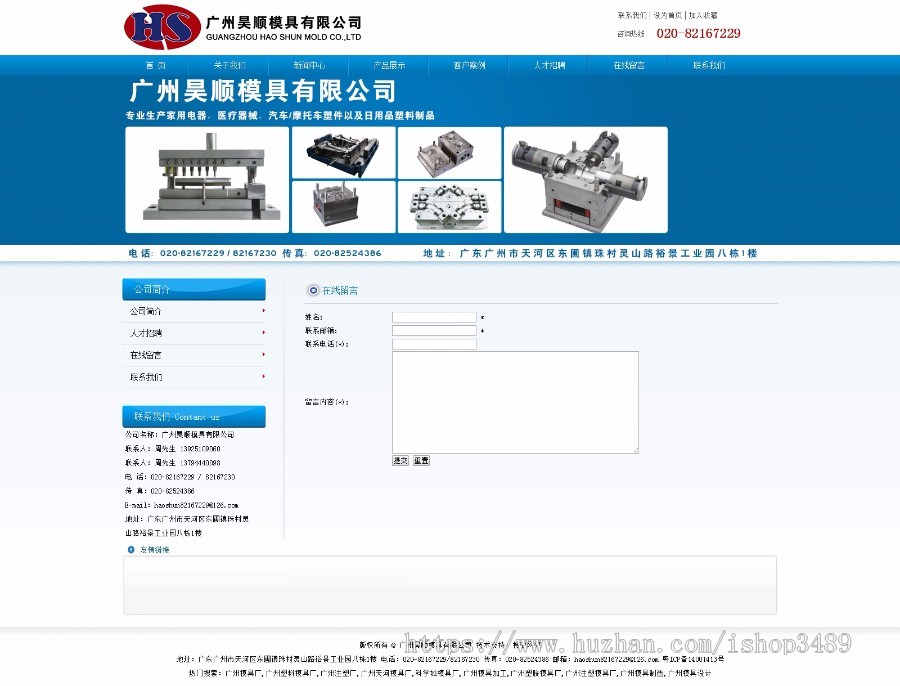 HS
广州昊顺模具有限公司
GUANGZHOU HAO SHUN MOLD CO.,LTD
联系我们 | 设为首页 | 加入收藏
咨询热线 020-82167229
首 页 关于我们 新闻中心 产品展示 客户案例 人才招聘 在线留言 联系我们
广州昊顺模具有限公司
专业生产家用电器、医疗器械、汽车/摩托车塑件以及日用品塑料制品
电话: 020-82167229 / 82167230 传真: 020-82524386 地址: 广东广州市天河区东圃镇珠村灵山路裕景工业园八栋1楼
公司简介
公司简介
人才招聘
在线留言
联系我们
在线留言
姓名: *
联系邮箱: *
联系电话(*):
留言内容(*):
提交 重置
联系我们 Contact us
公司名称: 广州昊顺模具有限公司
联系人: 周先生
联系人: 周先生
电 话: 020-82167229 / 82167230
传 真: 020-82524386
E-mail: haoshun82167229@126.com
地址: 广东广州市天河区东圃镇珠村灵
山路裕景工业园八栋1楼
友情链接
版权所有 © 广州昊顺模具有限公司 技术支持:
https://www.huzhan.com/ishop3489
地址: 广东广州市天河区东圃镇珠村灵山路裕景工业园八栋1楼 电话: 020-82167229/82167230 传真: 020-82524386 邮箱: haoshun82167229@126.com 粤ICP备14001413号
热门搜索: 广州模具厂, 广州塑料模具厂, 广州注塑厂, 广州天河模具厂, 科学城模具厂, 广州模具加工, 广州塑胶模具厂, 广州注塑模具厂, 广州模具制造, 广州模具设计